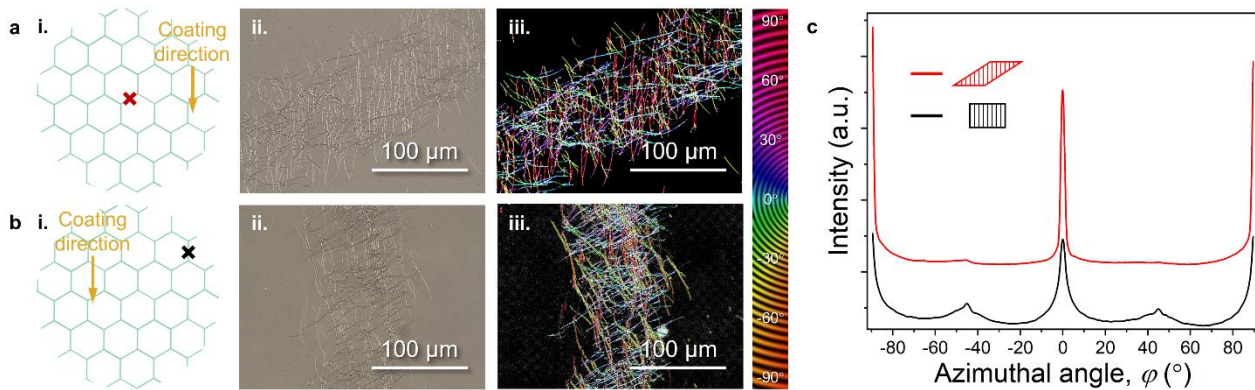 a i.
Coating
direction
ii.
100 μm
iii.
100 μm
90°
60°
30°
0°
-30°
-60°
-90°
b i.
Coating
direction
ii.
100 μm
iii.
100 μm
c
Intensity (a.u.)
-80 -60 -40 -20 0 20 40 60 80
Azimuthal angle, φ (°)